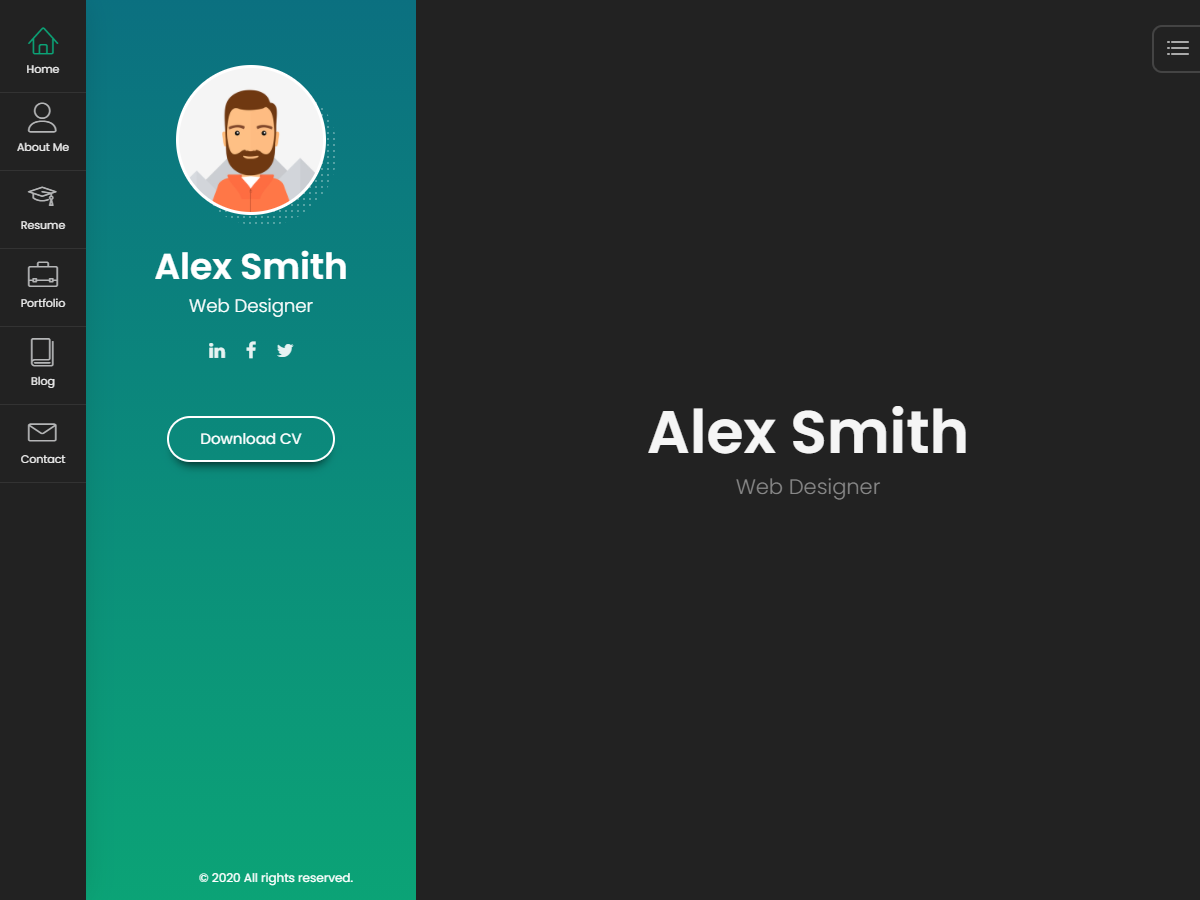 Home
About Me
Resume
Portfolio
Blog
Contact
Alex Smith
Web Designer
Download CV
© 2020 All rights reserved.
Alex Smith
Web Designer